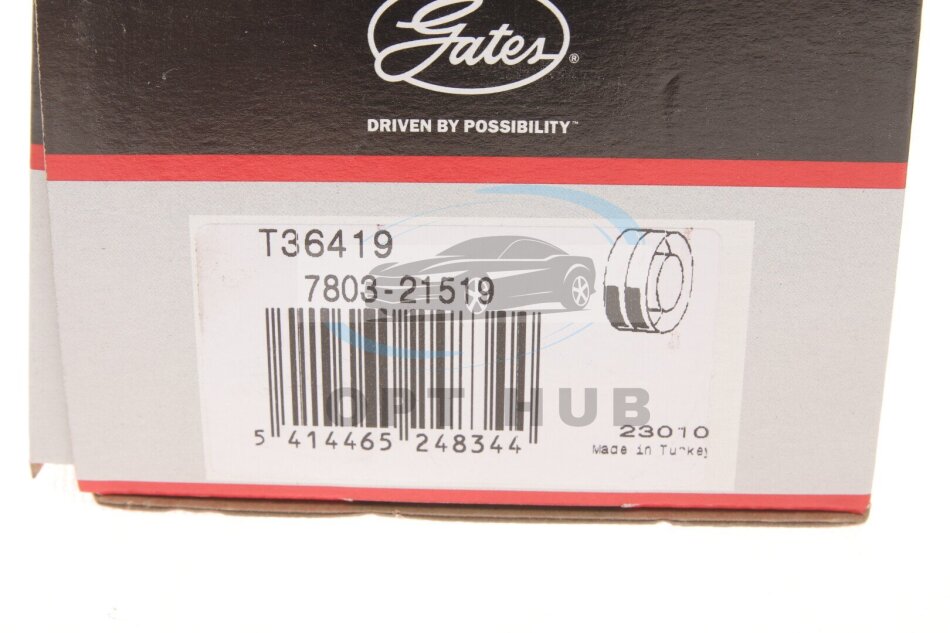 Gates®
DRIVEN BY POSSIBILITY™
T36419
7803-21519
OPT HUB
5 414465 248344
23010
Made in Turkey